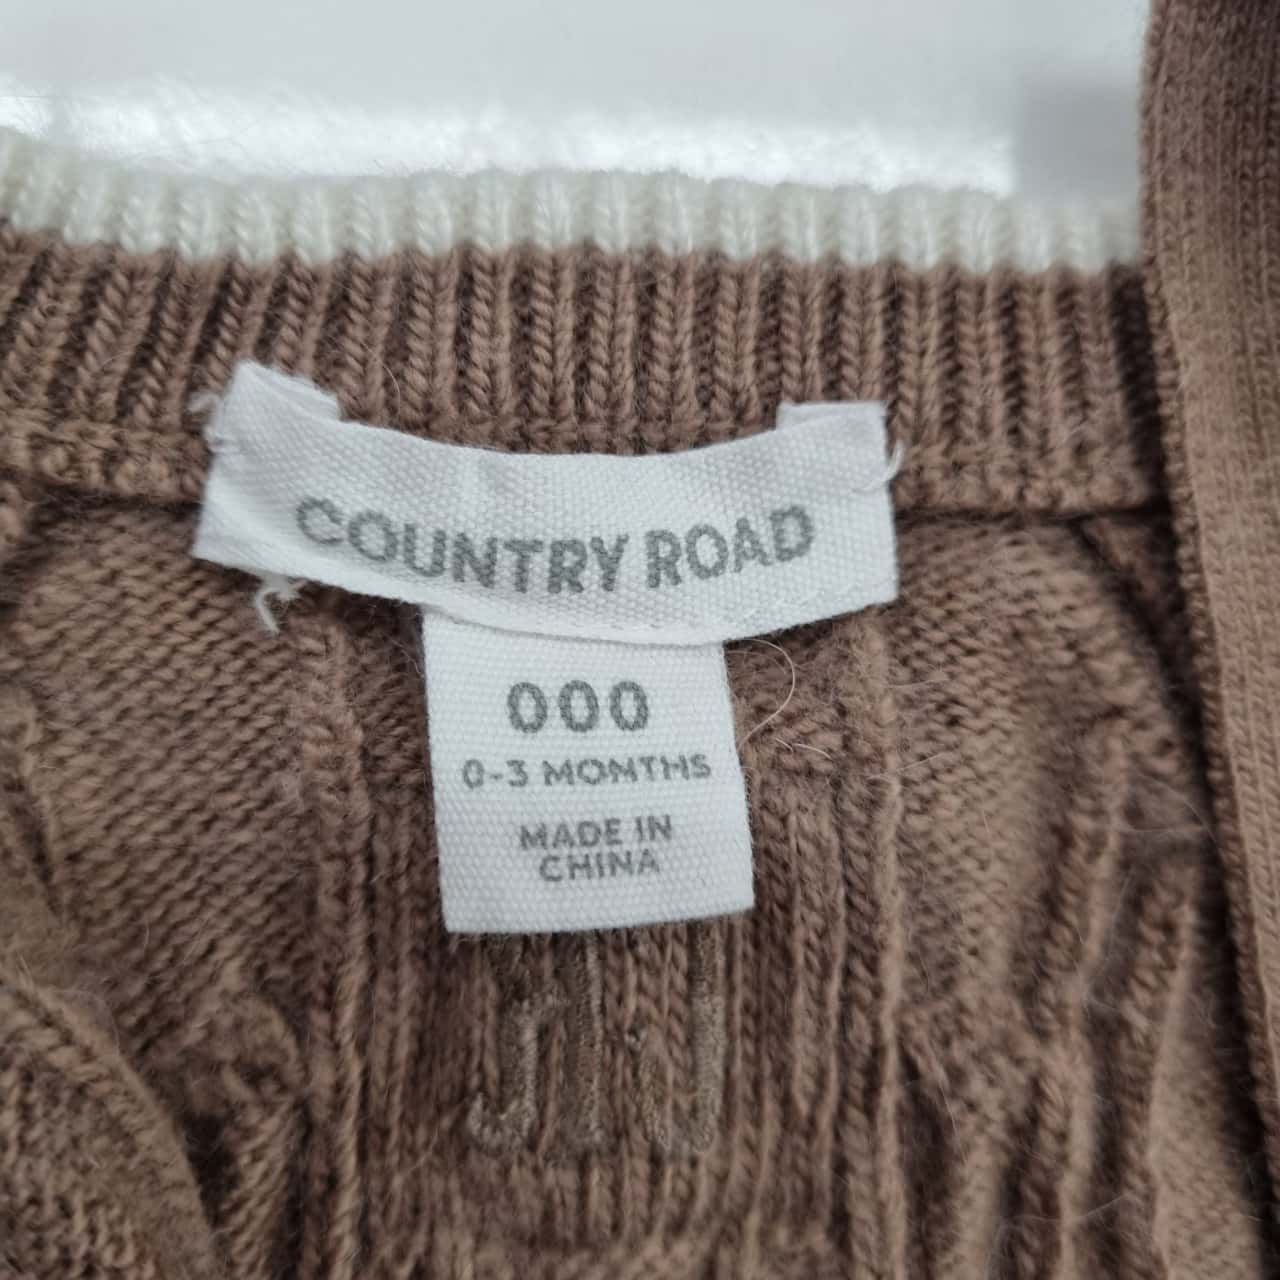 COUNTRY ROAD
000
0-3 MONTHS
MADE IN
CHINA